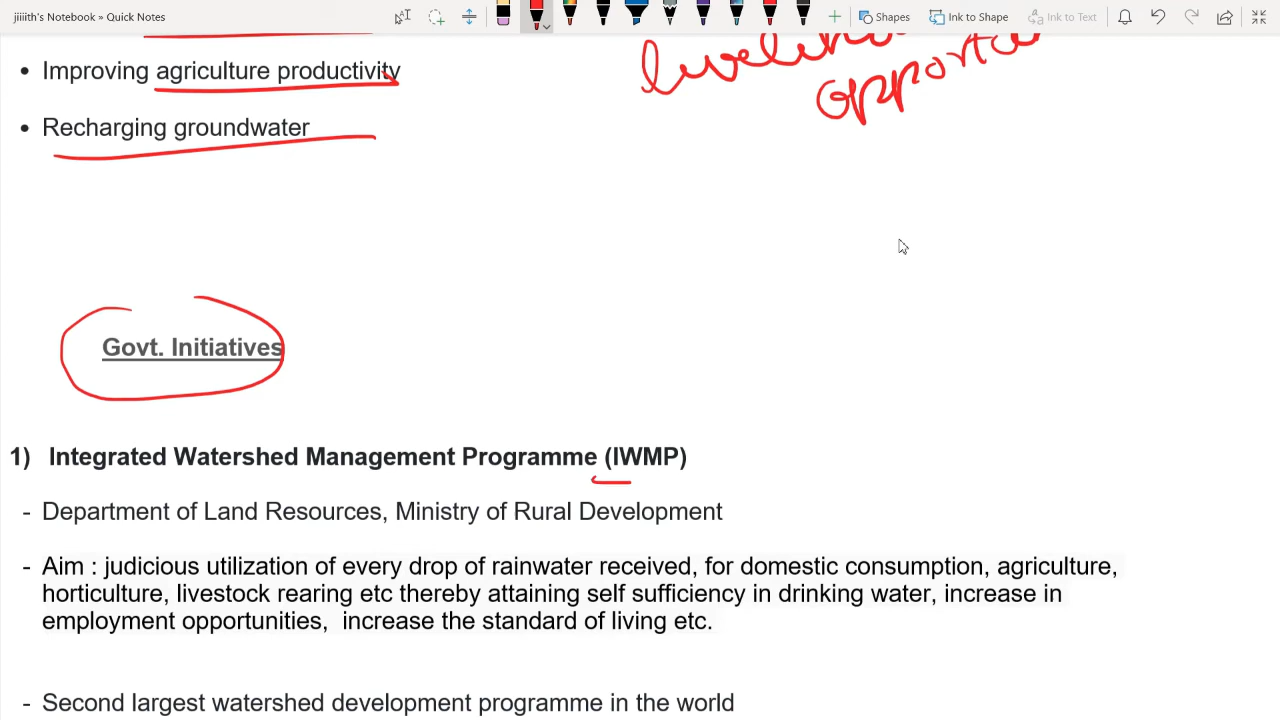 jiiiith's Notebook » Quick Notes
Shapes
Ink to Shape
Ink to Text
• Improving agriculture productivity
• Recharging groundwater
Govt. Initiatives
1) Integrated Watershed Management Programme (IWMP)
- Department of Land Resources, Ministry of Rural Development
- Aim : judicious utilization of every drop of rainwater received, for domestic consumption, agriculture,
horticulture, livestock rearing etc thereby attaining self sufficiency in drinking water, increase in
employment opportunities, increase the standard of living etc.
- Second largest watershed development programme in the world